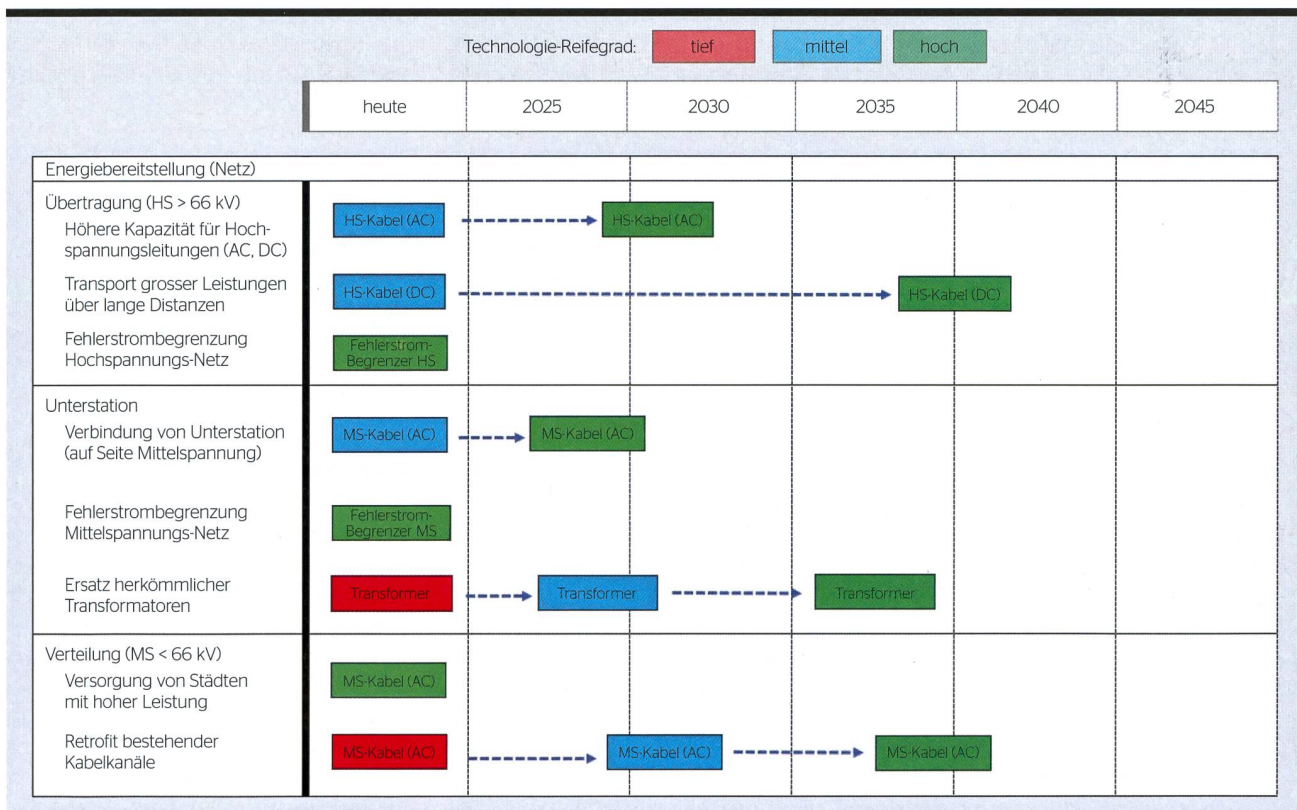 Technologie-Reifegrad: tief mittel hoch
heute 2025 2030 2035 2040 2045
Energiebereitstellung (Netz)
Übertragung (HS > 66 kV)
Höhere Kapazität für Hoch-
spannungsleitungen (AC, DC)
HS-Kabel (AC) HS-Kabel (AC)
Transport grosser Leistungen
über lange Distanzen
HS-Kabel (DC) HS-Kabel (DC)
Fehlerstrombegrenzung
Hochspannungs-Netz
Fehlerstrom-
Begrenzer HS
Unterstation
Verbindung von Unterstation
(auf Seite Mittelspannung)
MS-Kabel (AC) MS-Kabel (AC)
Fehlerstrombegrenzung
Mittelspannungs-Netz
Fehlerstrom-
Begrenzer MS
Ersatz herkömmlicher
Transformatoren
Transformer Transformer Transformer
Verteilung (MS < 66 kV)
Versorgung von Städten
mit hoher Leistung
MS-Kabel (AC)
Retrofit bestehender
Kabelkanäle
MS-Kabel (AC) MS-Kabel (AC) MS-Kabel (AC)